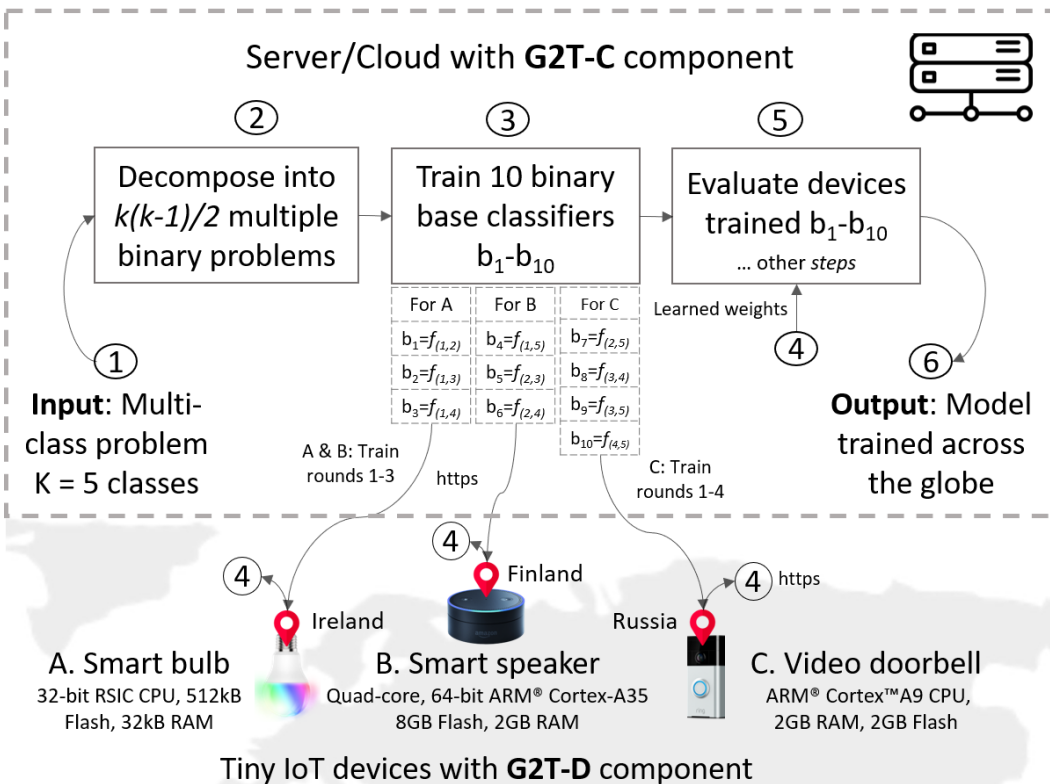 Server/Cloud with G2T-C component
2
3
5
Decompose into
k(k-1)/2 multiple
binary problems
Train 10 binary
base classifiers
b₁-b₁₀
Evaluate devices
trained b₁-b₁₀
... other steps
For A
b₁=f(1,2)
b₂=f(1,3)
b₃=f(1,4)
For B
b₄=f(1,5)
b₅=f(2,3)
b₆=f(2,4)
For C
b₇=f(2,5)
b₈=f(3,4)
b₉=f(3,5)
b₁₀=f(4,5)
Learned weights
4
1
Input: Multi-
class problem
K = 5 classes
6
Output: Model
trained across
the globe
A & B: Train
rounds 1-3
https
C: Train
rounds 1-4
4
Ireland
4
Finland
Russia
4
https
A. Smart bulb
32-bit RSIC CPU, 512kB
Flash, 32kB RAM
amazon
B. Smart speaker
Quad-core, 64-bit ARM® Cortex-A35
8GB Flash, 2GB RAM
ring
C. Video doorbell
ARM® Cortex™A9 CPU,
2GB RAM, 2GB Flash
Tiny IoT devices with G2T-D component